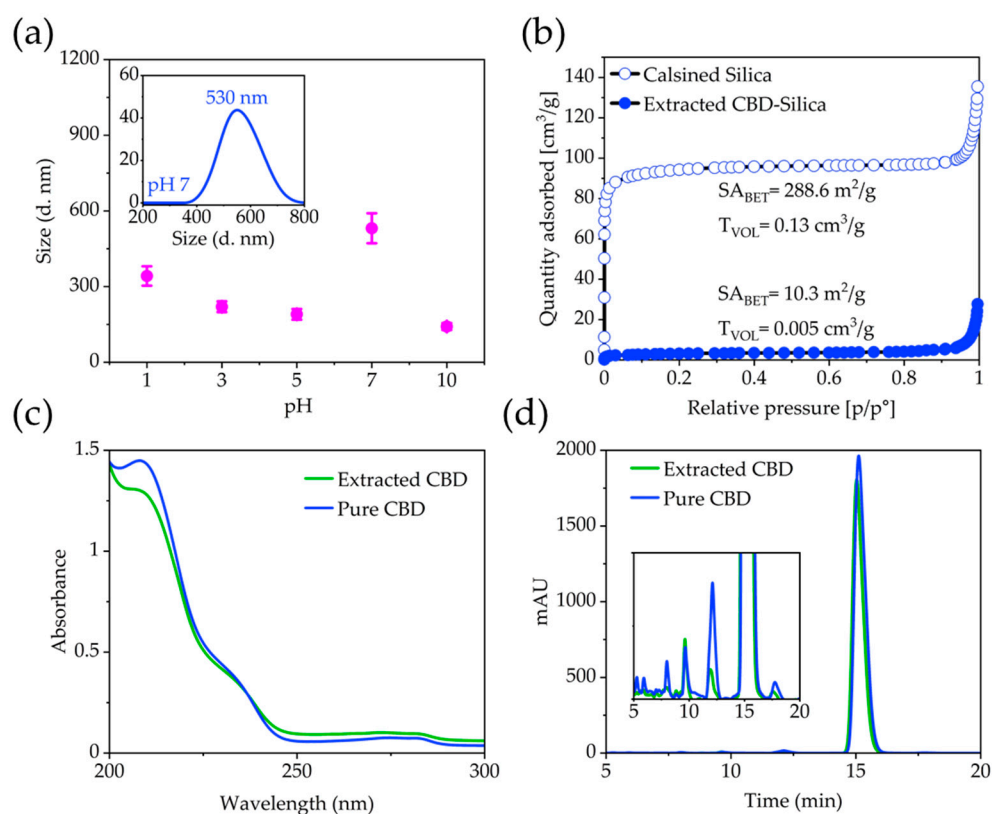 (a)
1200
900
600
300
0
Size (d. nm)
1
3
5
7
10
pH
60
40
20
0
530 nm
pH 7
200
400
600
800
Size (d. nm)
(b)
140
120
100
80
60
40
20
0
Quantity adsorbed [cm³/g]
Calsined Silica
Extracted CBD-Silica
SA_BET= 288.6 m²/g
T_VOL= 0.13 cm³/g
SA_BET= 10.3 m²/g
T_VOL= 0.005 cm³/g
0
0.2
0.4
0.6
0.8
1
Relative pressure [p/p°]
(c)
1.5
1
0.5
0
Absorbance
Extracted CBD
Pure CBD
200
250
300
Wavelength (nm)
(d)
2000
1500
1000
500
0
mAU
Extracted CBD
Pure CBD
5
10
15
20
5
10
15
20
Time (min)